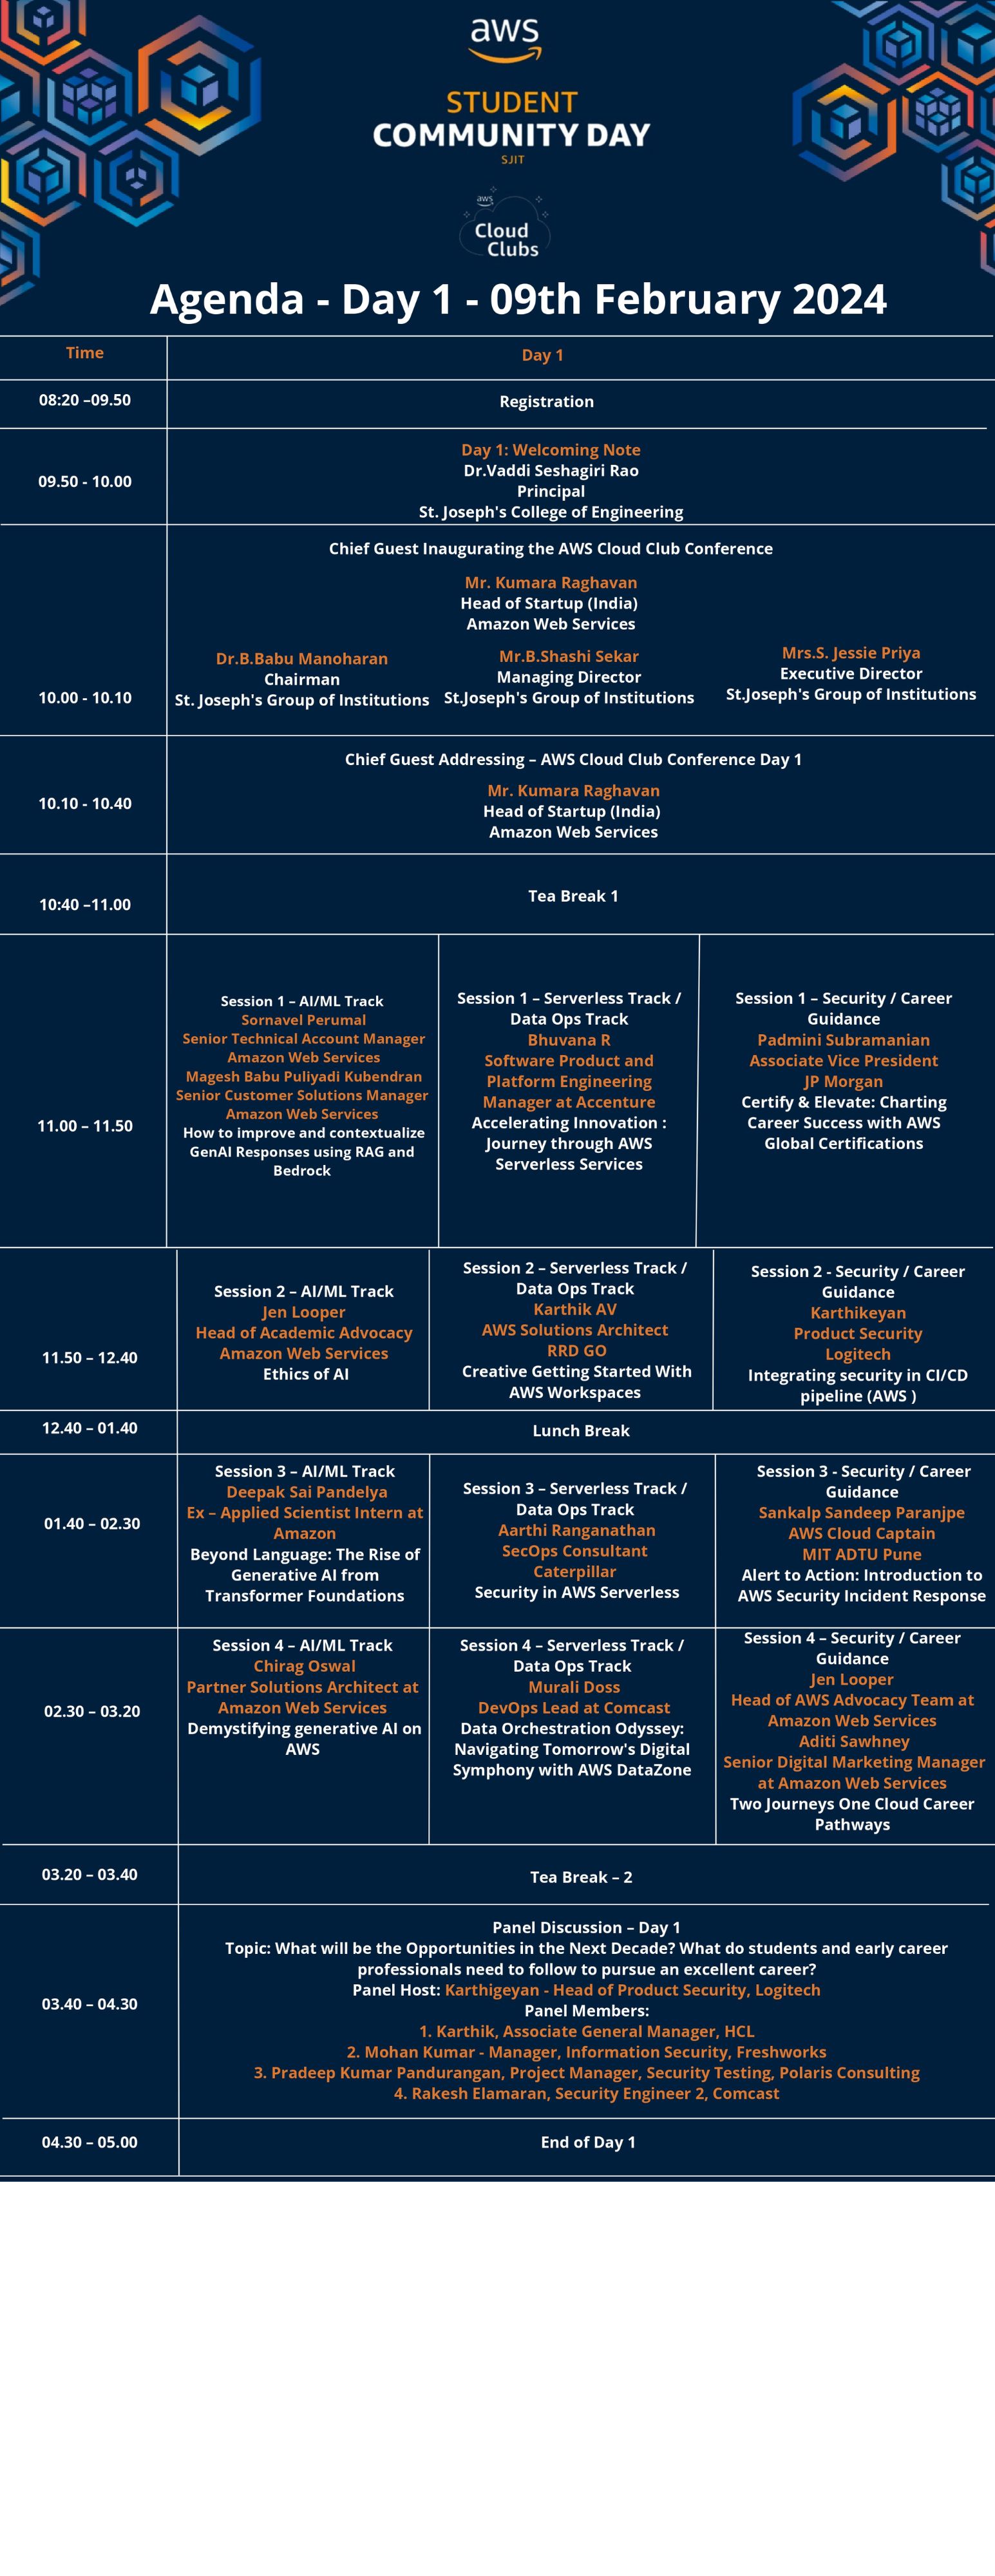 aws
STUDENT
COMMUNITY DAY
SJIT
aws
Cloud
Clubs
Agenda - Day 1 - 09th February 2024
Time
Day 1
08:20 –09.50
Registration
09.50 - 10.00
Day 1: Welcoming Note
Dr.Vaddi Seshagiri Rao
Principal
St. Joseph's College of Engineering
10.00 - 10.10
Chief Guest Inaugurating the AWS Cloud Club Conference
Mr. Kumara Raghavan
Head of Startup (India)
Amazon Web Services
Dr.B.Babu Manoharan
Chairman
St. Joseph's Group of Institutions
Mr.B.Shashi Sekar
Managing Director
St.Joseph's Group of Institutions
Mrs.S. Jessie Priya
Executive Director
St.Joseph's Group of Institutions
10.10 - 10.40
Chief Guest Addressing – AWS Cloud Club Conference Day 1
Mr. Kumara Raghavan
Head of Startup (India)
Amazon Web Services
10:40 –11.00
Tea Break 1
11.00 – 11.50
Session 1 – AI/ML Track
Sornavel Perumal
Senior Technical Account Manager
Amazon Web Services
Magesh Babu Puliyadi Kubendran
Senior Customer Solutions Manager
Amazon Web Services
How to improve and contextualize
GenAI Responses using RAG and
Bedrock
Session 1 – Serverless Track /
Data Ops Track
Bhuvana R
Software Product and
Platform Engineering
Manager at Accenture
Accelerating Innovation :
Journey through AWS
Serverless Services
Session 1 – Security / Career
Guidance
Padmini Subramanian
Associate Vice President
JP Morgan
Certify & Elevate: Charting
Career Success with AWS
Global Certifications
11.50 – 12.40
Session 2 – AI/ML Track
Jen Looper
Head of Academic Advocacy
Amazon Web Services
Ethics of AI
Session 2 – Serverless Track /
Data Ops Track
Karthik AV
AWS Solutions Architect
RRD GO
Creative Getting Started With
AWS Workspaces
Session 2 - Security / Career
Guidance
Karthikeyan
Product Security
Logitech
Integrating security in CI/CD
pipeline (AWS )
12.40 – 01.40
Lunch Break
01.40 – 02.30
Session 3 – AI/ML Track
Deepak Sai Pandelya
Ex – Applied Scientist Intern at
Amazon
Beyond Language: The Rise of
Generative AI from
Transformer Foundations
Session 3 – Serverless Track /
Data Ops Track
Aarthi Ranganathan
SecOps Consultant
Caterpillar
Security in AWS Serverless
Session 3 - Security / Career
Guidance
Sankalp Sandeep Paranjpe
AWS Cloud Captain
MIT ADTU Pune
Alert to Action: Introduction to
AWS Security Incident Response
02.30 – 03.20
Session 4 – AI/ML Track
Chirag Oswal
Partner Solutions Architect at
Amazon Web Services
Demystifying generative AI on
AWS
Session 4 – Serverless Track /
Data Ops Track
Murali Doss
DevOps Lead at Comcast
Data Orchestration Odyssey:
Navigating Tomorrow's Digital
Symphony with AWS DataZone
Session 4 – Security / Career
Guidance
Jen Looper
Head of AWS Advocacy Team at
Amazon Web Services
Aditi Sawhney
Senior Digital Marketing Manager
at Amazon Web Services
Two Journeys One Cloud Career
Pathways
03.20 – 03.40
Tea Break – 2
03.40 – 04.30
Panel Discussion – Day 1
Topic: What will be the Opportunities in the Next Decade? What do students and early career
professionals need to follow to pursue an excellent career?
Panel Host: Karthigeyan - Head of Product Security, Logitech
Panel Members:
1. Karthik, Associate General Manager, HCL
2. Mohan Kumar - Manager, Information Security, Freshworks
3. Pradeep Kumar Pandurangan, Project Manager, Security Testing, Polaris Consulting
4. Rakesh Elamaran, Security Engineer 2, Comcast
04.30 – 05.00
End of Day 1